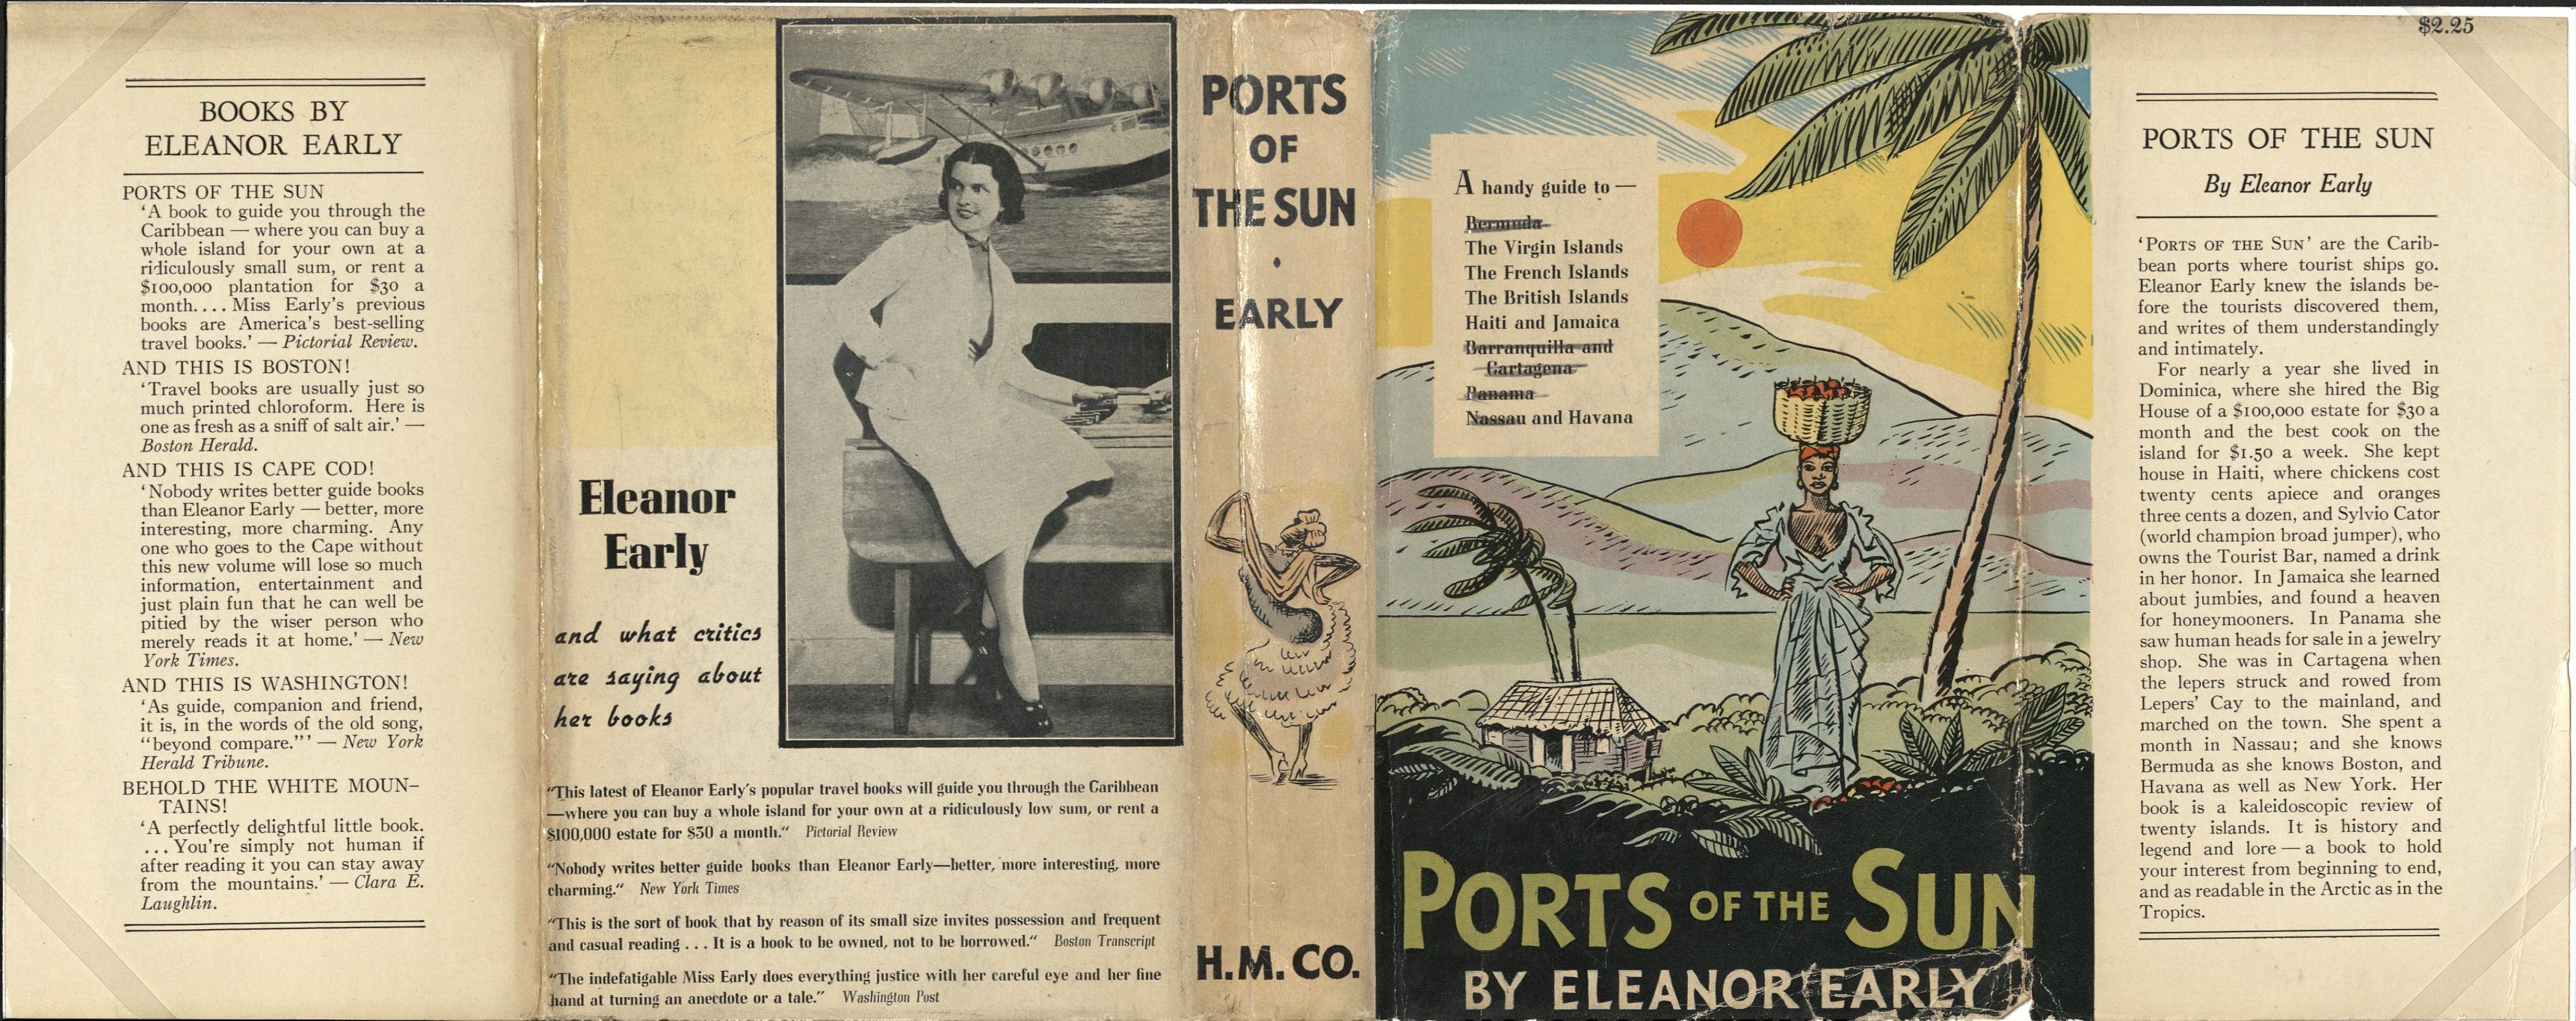 BOOKS BY
ELEANOR EARLY
PORTS OF THE SUN
‘A book to guide you through the
Caribbean — where you can buy a
whole island for your own at a
ridiculously small sum, or rent a
$100,000 plantation for $30 a
month.... Miss Early's previous
books are America's best-selling
travel books.’ — Pictorial Review.
AND THIS IS BOSTON!
‘Travel books are usually just so
much printed chloroform. Here is
one as fresh as a sniff of salt air.’ —
Boston Herald.
AND THIS IS CAPE COD!
‘Nobody writes better guide books
than Eleanor Early — better, more
interesting, more charming. Any
one who goes to the Cape without
this new volume will lose so much
information, entertainment and
just plain fun that he can well be
pitied by the wiser person who
merely reads it at home.’ — New
York Times.
AND THIS IS WASHINGTON!
‘As guide, companion and friend,
it is, in the words of the old song,
“beyond compare.”’ — New York
Herald Tribune.
BEHOLD THE WHITE MOUN-
TAINS!
‘A perfectly delightful little book.
... You're simply not human if
after reading it you can stay away
from the mountains.’ — Clara E.
Laughlin.
Eleanor
Early
and what critics
are saying about
her books
“This latest of Eleanor Early's popular travel books will guide you through the Caribbean
—where you can buy a whole island for your own at a ridiculously low sum, or rent a
$100,000 estate for $30 a month.“ Pictorial Review
“Nobody writes better guide books than Eleanor Early—better, more interesting, more
charming.“ New York Times
“This is the sort of book that by reason of its small size invites possession and frequent
and casual reading . . . It is a book to be owned, not to be borrowed.“ Boston Transcript
“The indefatigable Miss Early does everything justice with her careful eye and her fine
hand at turning an anecdote or a tale.“ Washington Post
PORTS
OF
THE SUN
•
EARLY
H.M. CO.
A handy guide to —
Bermuda
The Virgin Islands
The French Islands
The British Islands
Haiti and Jamaica
Barranquilla and
Cartagena
Panama
Nassau and Havana
PORTS OF THE SUN
BY ELEANOR EARLY
$2.25
PORTS OF THE SUN
By Eleanor Early
‘PORTS OF THE SUN’ are the Carib-
bean ports where tourist ships go.
Eleanor Early knew the islands be-
fore the tourists discovered them,
and writes of them understandingly
and intimately.
For nearly a year she lived in
Dominica, where she hired the Big
House of a $100,000 estate for $30 a
month and the best cook on the
island for $1.50 a week. She kept
house in Haiti, where chickens cost
twenty cents apiece and oranges
three cents a dozen, and Sylvio Cator
(world champion broad jumper), who
owns the Tourist Bar, named a drink
in her honor. In Jamaica she learned
about jumbies, and found a heaven
for honeymooners. In Panama she
saw human heads for sale in a jewelry
shop. She was in Cartagena when
the lepers struck and rowed from
Lepers' Cay to the mainland, and
marched on the town. She spent a
month in Nassau; and she knows
Bermuda as she knows Boston, and
Havana as well as New York. Her
book is a kaleidoscopic review of
twenty islands. It is history and
legend and lore — a book to hold
your interest from beginning to end,
and as readable in the Arctic as in the
Tropics.